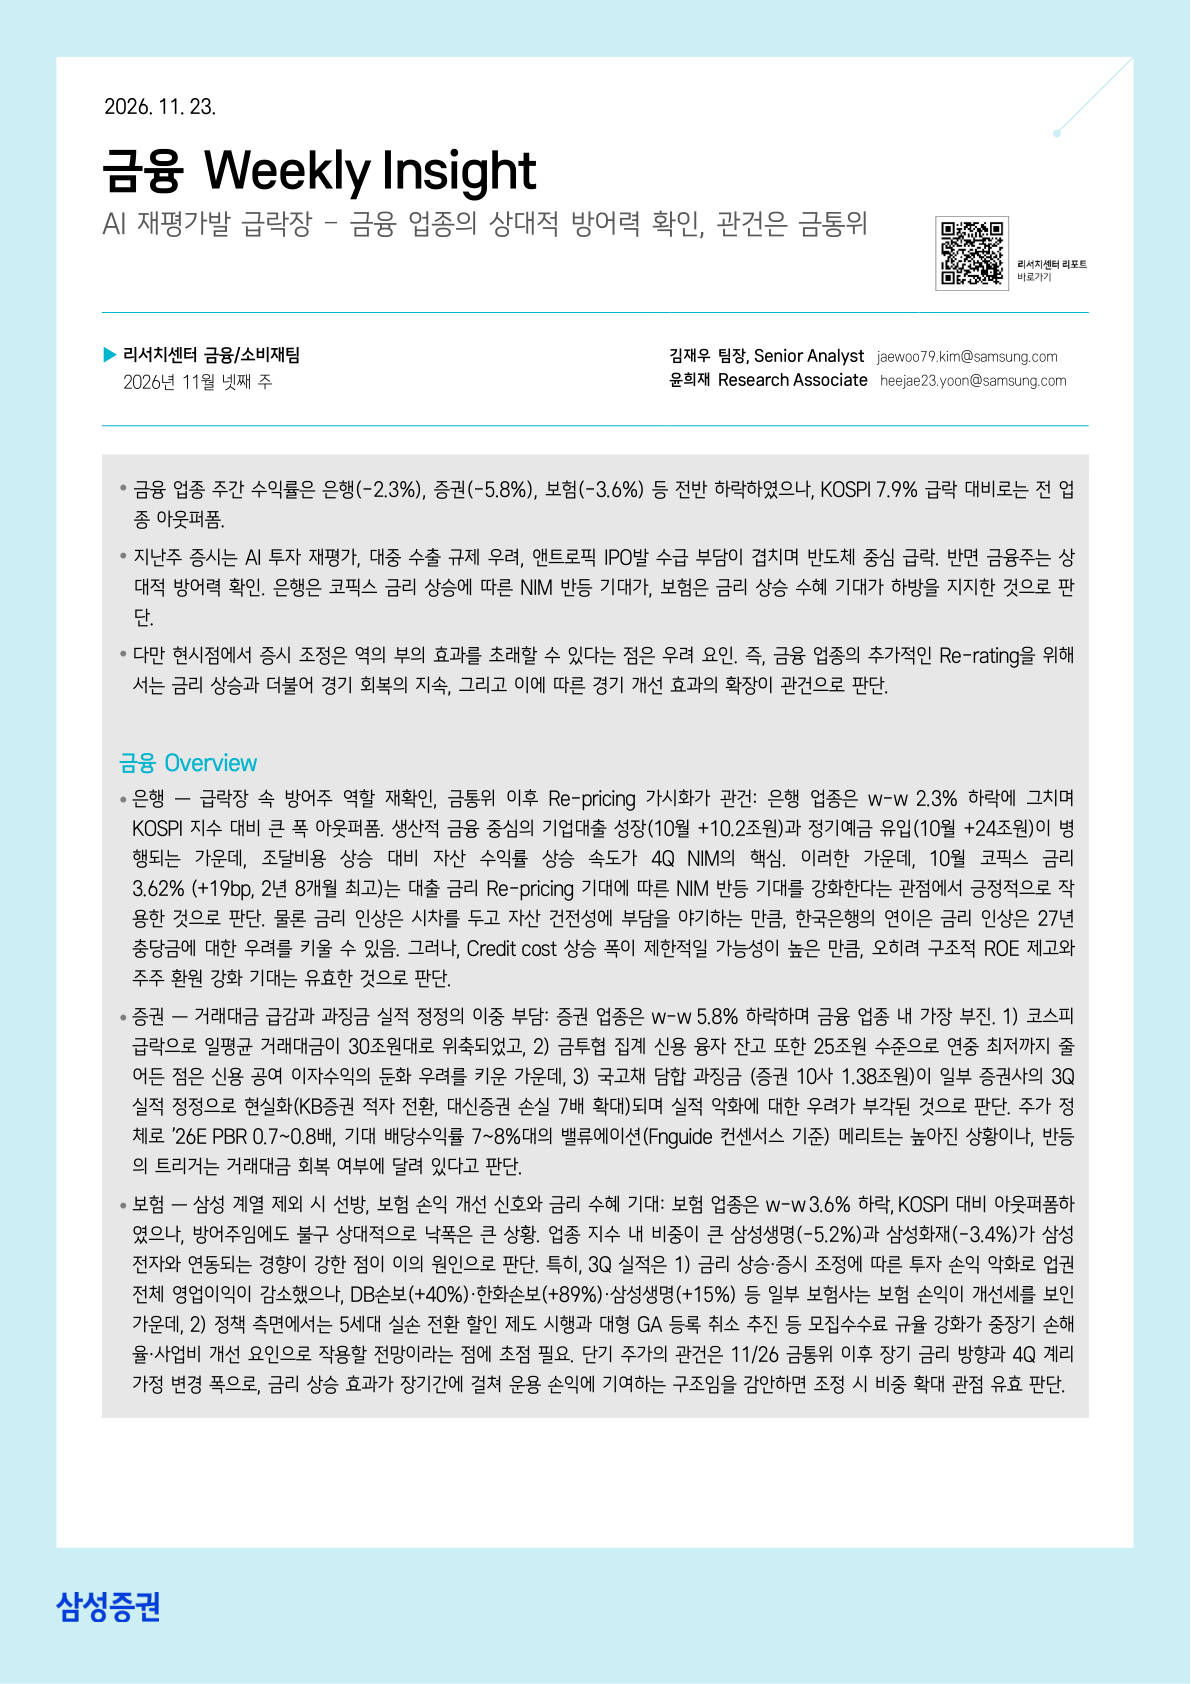 2026. 11. 23.
금융 Weekly Insight
AI 재평가발 급락장 – 금융 업종의 상대적 방어력 확인, 관건은 금통위
리서치센터 리포트
바로가기
▶ 리서치센터 금융/소비재팀
2026년 11월 넷째 주
김재우 팀장, Senior Analyst jaewoo79.kim@samsung.com
윤희재 Research Associate heejae23.yoon@samsung.com
• 금융 업종 주간 수익률은 은행(-2.3%), 증권(-5.8%), 보험(-3.6%) 등 전반 하락하였으나, KOSPI 7.9% 급락 대비로는 전 업
종 아웃퍼폼.
• 지난주 증시는 AI 투자 재평가, 대중 수출 규제 우려, 앤트로픽 IPO발 수급 부담이 겹치며 반도체 중심 급락. 반면 금융주는 상
대적 방어력 확인. 은행은 코픽스 금리 상승에 따른 NIM 반등 기대가, 보험은 금리 상승 수혜 기대가 하방을 지지한 것으로 판
단.
• 다만 현시점에서 증시 조정은 역의 부의 효과를 초래할 수 있다는 점은 우려 요인. 즉, 금융 업종의 추가적인 Re-rating을 위해
서는 금리 상승과 더불어 경기 회복의 지속, 그리고 이에 따른 경기 개선 효과의 확장이 관건으로 판단.
금융 Overview
• 은행 — 급락장 속 방어주 역할 재확인, 금통위 이후 Re-pricing 가시화가 관건: 은행 업종은 w-w 2.3% 하락에 그치며
KOSPI 지수 대비 큰 폭 아웃퍼폼. 생산적 금융 중심의 기업대출 성장(10월 +10.2조원)과 정기예금 유입(10월 +24조원)이 병
행되는 가운데, 조달비용 상승 대비 자산 수익률 상승 속도가 4Q NIM의 핵심. 이러한 가운데, 10월 코픽스 금리
3.62% (+19bp, 2년 8개월 최고)는 대출 금리 Re-pricing 기대에 따른 NIM 반등 기대를 강화한다는 관점에서 긍정적으로 작
용한 것으로 판단. 물론 금리 인상은 시차를 두고 자산 건전성에 부담을 야기하는 만큼, 한국은행의 연이은 금리 인상은 27년
충당금에 대한 우려를 키울 수 있음. 그러나, Credit cost 상승 폭이 제한적일 가능성이 높은 만큼, 오히려 구조적 ROE 제고와
주주 환원 강화 기대는 유효한 것으로 판단.
• 증권 — 거래대금 급감과 과징금 실적 정정의 이중 부담: 증권 업종은 w-w 5.8% 하락하며 금융 업종 내 가장 부진. 1) 코스피
급락으로 일평균 거래대금이 30조원대로 위축되었고, 2) 금투협 집계 신용 융자 잔고 또한 25조원 수준으로 연중 최저까지 줄
어든 점은 신용 공여 이자수익의 둔화 우려를 키운 가운데, 3) 국고채 담합 과징금 (증권 10사 1.38조원)이 일부 증권사의 3Q
실적 정정으로 현실화(KB증권 적자 전환, 대신증권 손실 7배 확대)되며 실적 악화에 대한 우려가 부각된 것으로 판단. 주가 정
체로 ’26E PBR 0.7~0.8배, 기대 배당수익률 7~8%대의 밸류에이션(Fnguide 컨센서스 기준) 메리트는 높아진 상황이나, 반등
의 트리거는 거래대금 회복 여부에 달려 있다고 판단.
• 보험 — 삼성 계열 제외 시 선방, 보험 손익 개선 신호와 금리 수혜 기대: 보험 업종은 w-w 3.6% 하락, KOSPI 대비 아웃퍼폼하
였으나, 방어주임에도 불구 상대적으로 낙폭은 큰 상황. 업종 지수 내 비중이 큰 삼성생명(-5.2%)과 삼성화재(-3.4%)가 삼성
전자와 연동되는 경향이 강한 점이 이의 원인으로 판단. 특히, 3Q 실적은 1) 금리 상승·증시 조정에 따른 투자 손익 악화로 업권
전체 영업이익이 감소했으나, DB손보(+40%)·한화손보(+89%)·삼성생명(+15%) 등 일부 보험사는 보험 손익이 개선세를 보인
가운데, 2) 정책 측면에서는 5세대 실손 전환 할인 제도 시행과 대형 GA 등록 취소 추진 등 모집수수료 규율 강화가 중장기 손해
율·사업비 개선 요인으로 작용할 전망이라는 점에 초점 필요. 단기 주가의 관건은 11/26 금통위 이후 장기 금리 방향과 4Q 계리
가정 변경 폭으로, 금리 상승 효과가 장기간에 걸쳐 운용 손익에 기여하는 구조임을 감안하면 조정 시 비중 확대 관점 유효 판단.
삼성증권